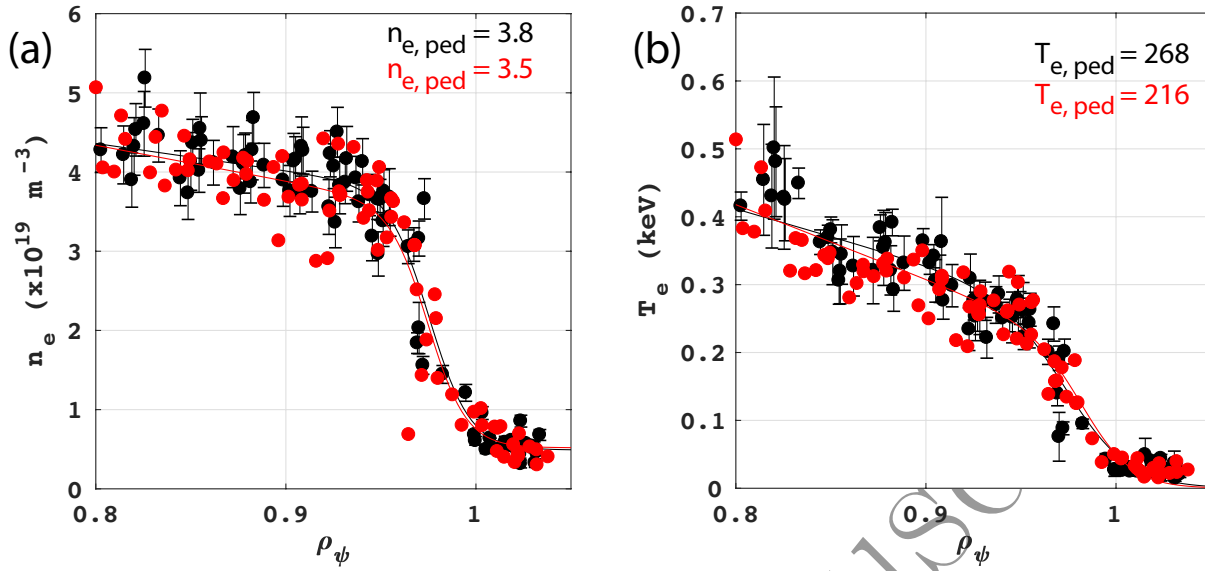 (a)
n_e, ped = 3.8
n_e, ped = 3.5
6
5
4
3
2
1
0
n_e (x10^19 m^-3)
0.8
0.9
1
ρ_ψ
(b)
T_e, ped = 268
T_e, ped = 216
0.7
0.6
0.5
0.4
0.3
0.2
0.1
0
T_e (keV)
0.8
0.9
1
ρ_ψ